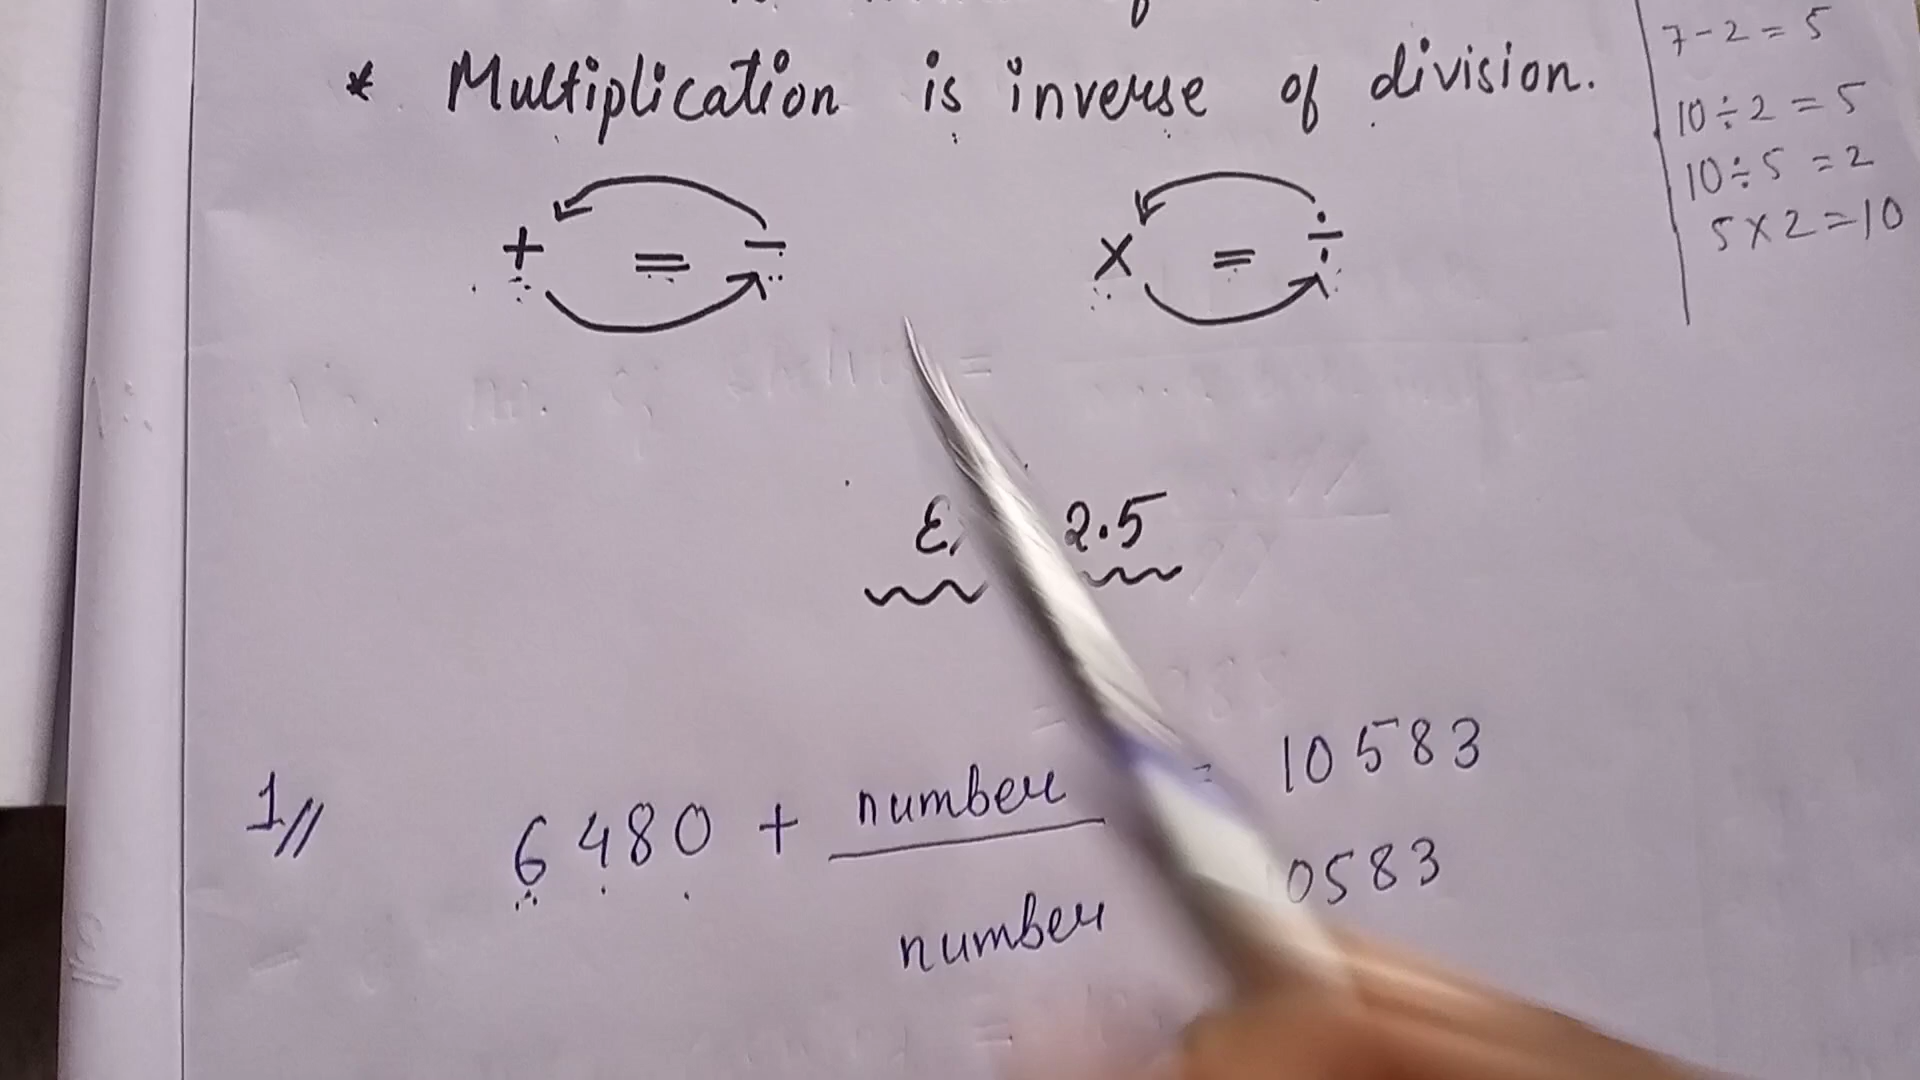 * Multiplication is inverse of division.
+ = -
× = ÷
7 - 2 = 5
10 ÷ 2 = 5
10 ÷ 5 = 2
5 × 2 = 10
2.5
1// 6480 + number = 10583
number 0583